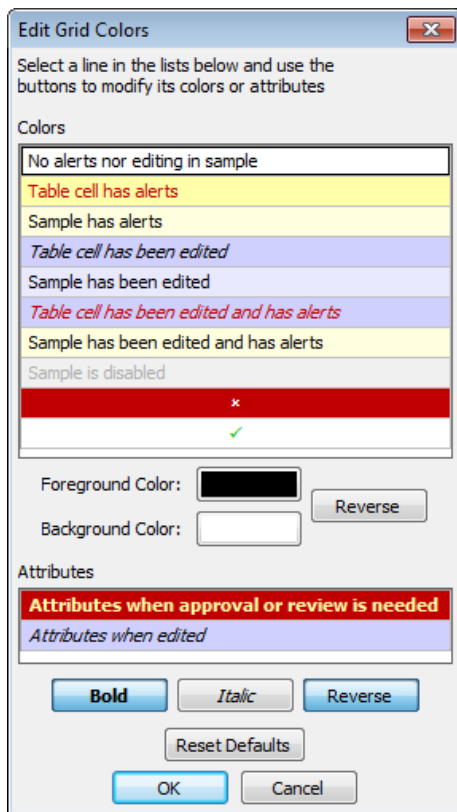 Edit Grid Colors
Select a line in the lists below and use the
buttons to modify its colors or attributes
Colors
No alerts nor editing in sample
Table cell has alerts
Sample has alerts
Table cell has been edited
Sample has been edited
Table cell has been edited and has alerts
Sample has been edited and has alerts
Sample is disabled
Foreground Color:
Reverse
Background Color:
Attributes
Attributes when approval or review is needed
Attributes when edited
Bold Italic Reverse
Reset Defaults
OK Cancel